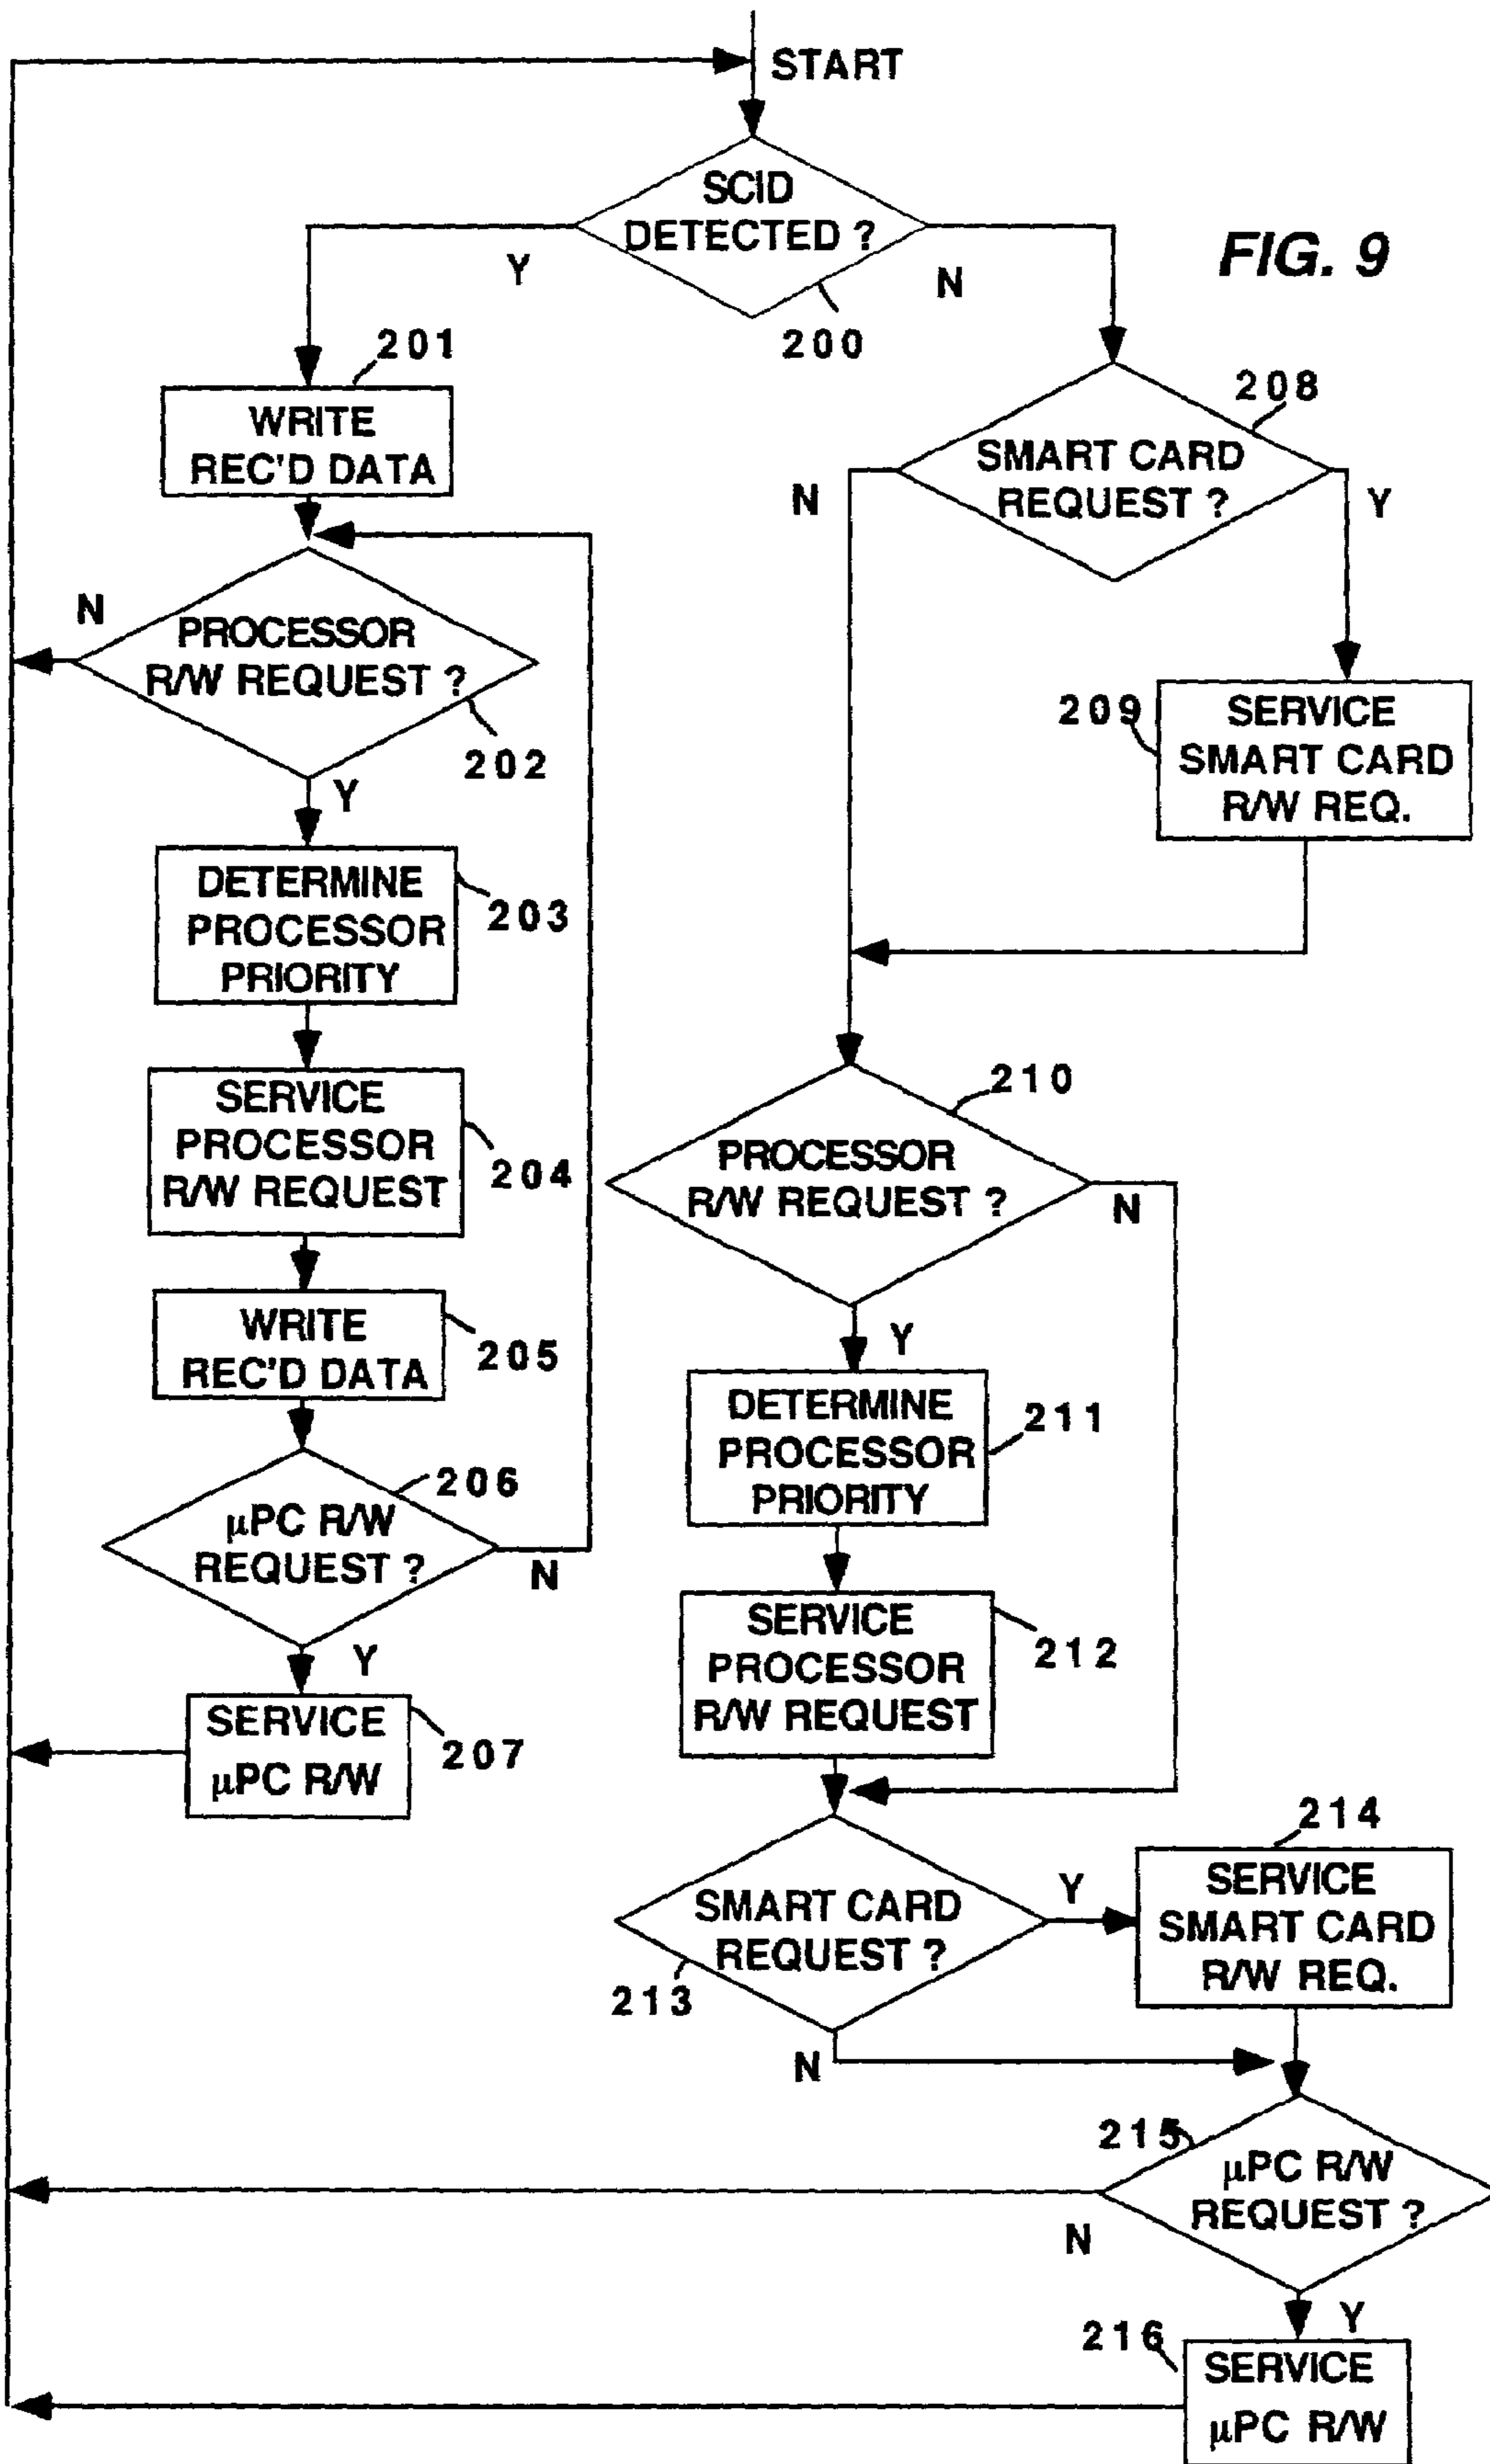 START
SCID
DETECTED ?
FIG. 9
Y
N
200
201
WRITE
REC'D DATA
208
SMART CARD
REQUEST ?
N
Y
N
PROCESSOR
R/W REQUEST ?
202
Y
209
SERVICE
SMART CARD
R/W REQ.
DETERMINE
PROCESSOR
PRIORITY
203
SERVICE
PROCESSOR
R/W REQUEST
204
210
PROCESSOR
R/W REQUEST ?
N
Y
WRITE
REC'D DATA
205
DETERMINE
PROCESSOR
PRIORITY
211
206
µPC R/W
REQUEST ?
N
Y
SERVICE
PROCESSOR
R/W REQUEST
212
SERVICE
µPC R/W
207
SMART CARD
REQUEST ?
213
Y
N
214
SERVICE
SMART CARD
R/W REQ.
215
µPC R/W
REQUEST ?
N
Y
216
SERVICE
µPC R/W